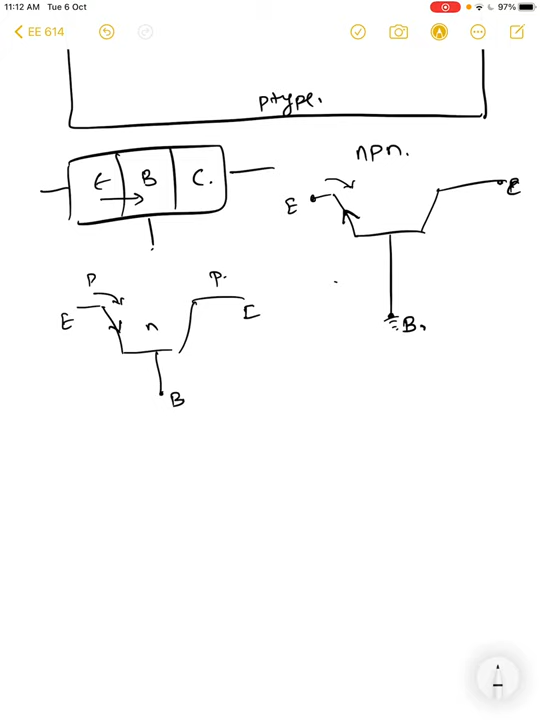 11:12 AM Tue 6 Oct
97%
EE 614
ptype.
E B C.
npn.
E
B.
p p.
E n C
B